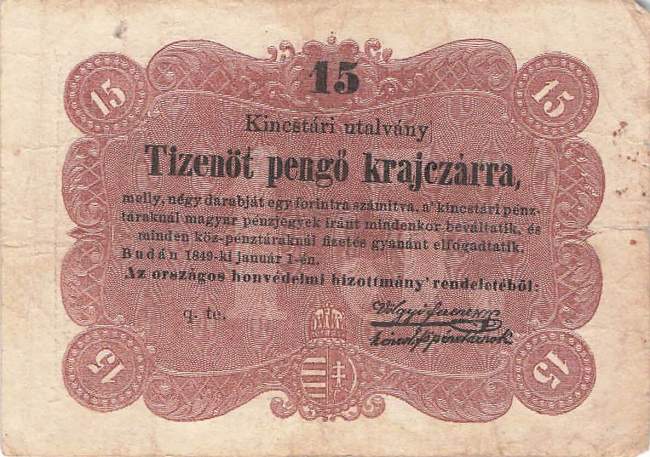 15
15 15
Kincstári utalvány
Tizenöt pengő krajczárra,
melly, négy darabját egy forintra számitva, a' kincstári pénz-
táraknál magyar pénzjegyek iránt mindenkor beváltatik, és
minden köz-pénztáraknál fizetés gyanánt elfogadtatik.
Budán 1849-ki január 1-én.
Az országos honvédelmi bizottmány' rendeletéből:
q. te.
15 15